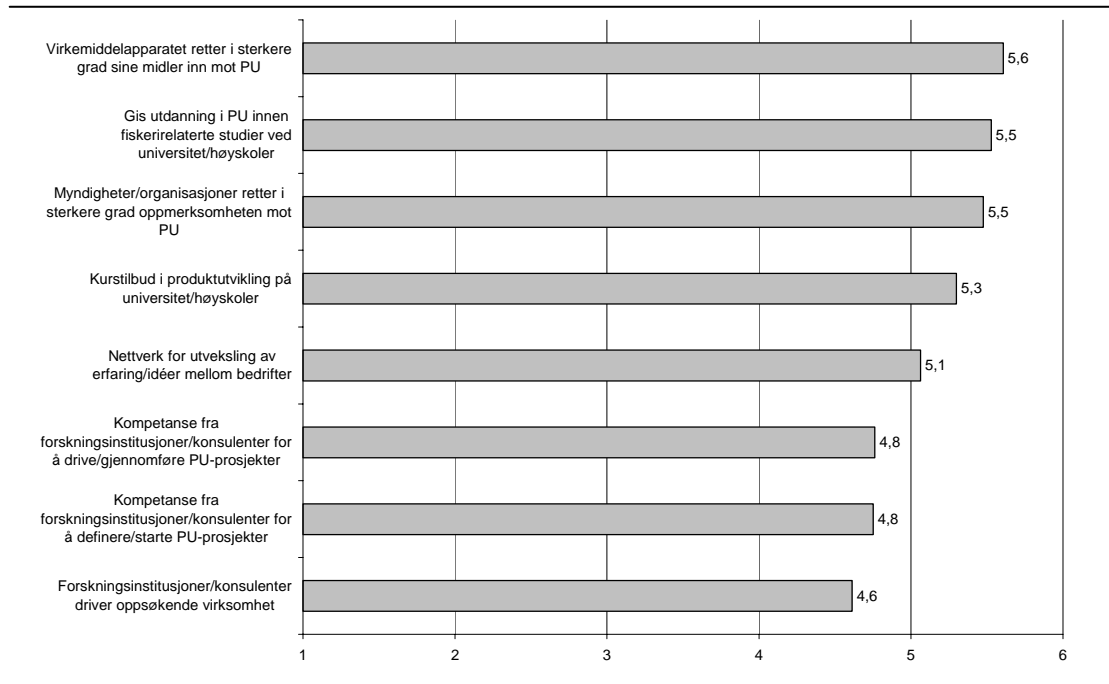 Virkemiddelapparatet retter i sterkere
grad sine midler inn mot PU
5,6
Gis utdanning i PU innen
fiskerirelaterte studier ved
universitet/høyskoler
5,5
Myndigheter/organisasjoner retter i
sterkere grad oppmerksomheten mot
PU
5,5
Kurstilbud i produktutvikling på
universitet/høyskoler
5,3
Nettverk for utveksling av
erfaring/idéer mellom bedrifter
5,1
Kompetanse fra
forskningsinstitusjoner/konsulenter for
å drive/gjennomføre PU-prosjekter
4,8
Kompetanse fra
forskningsinstitusjoner/konsulenter for
å definere/starte PU-prosjekter
4,8
Forskningsinstitusjoner/konsulenter
driver oppsøkende virksomhet
4,6
1 2 3 4 5 6